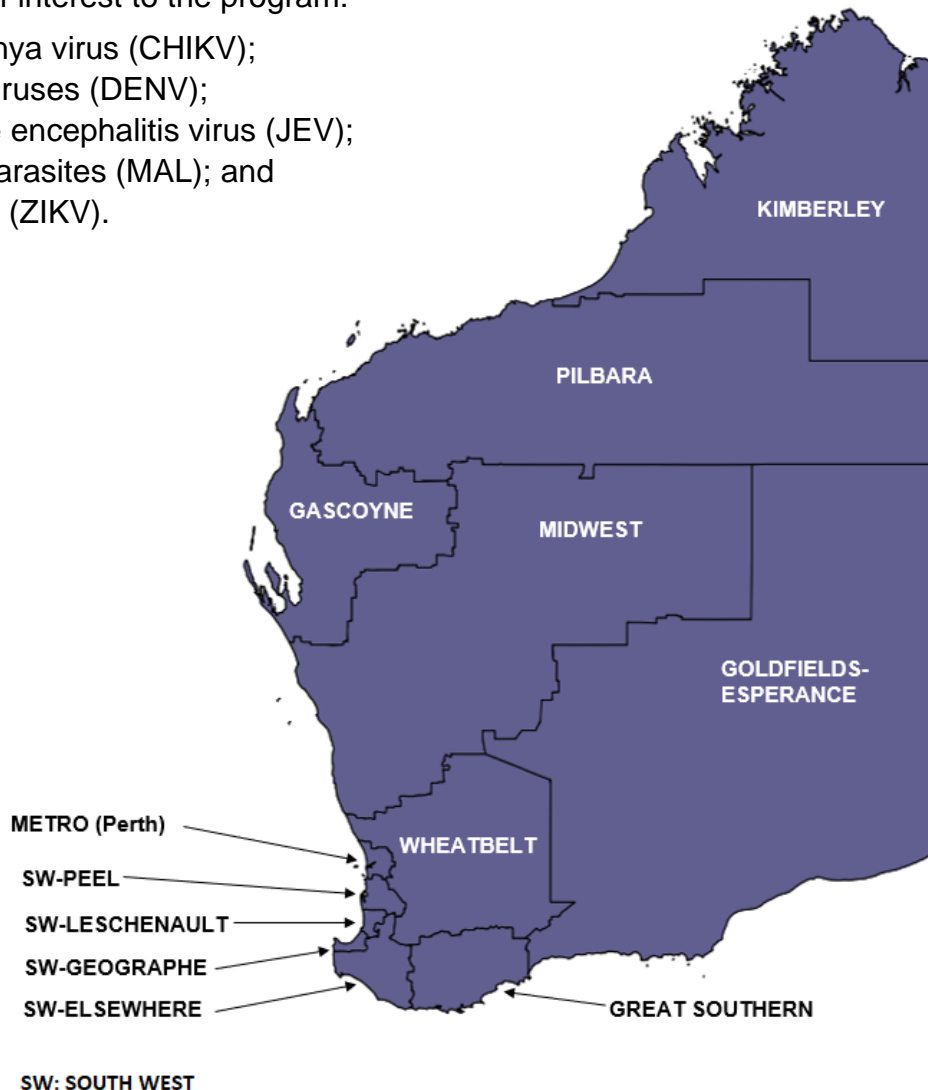 interest to the program:
nya virus (CHIKV);
ruses (DENV);
encephalitis virus (JEV);
arasites (MAL); and
(ZIKV).
KIMBERLEY
PILBARA
GASCOYNE
MIDWEST
GOLDFIELDS-
ESPERANCE
WHEATBELT
METRO (Perth)
SW-PEEL
SW-LESCHENAULT
SW-GEOGRAPHE
SW-ELSEWHERE
GREAT SOUTHERN
SW: SOUTH WEST